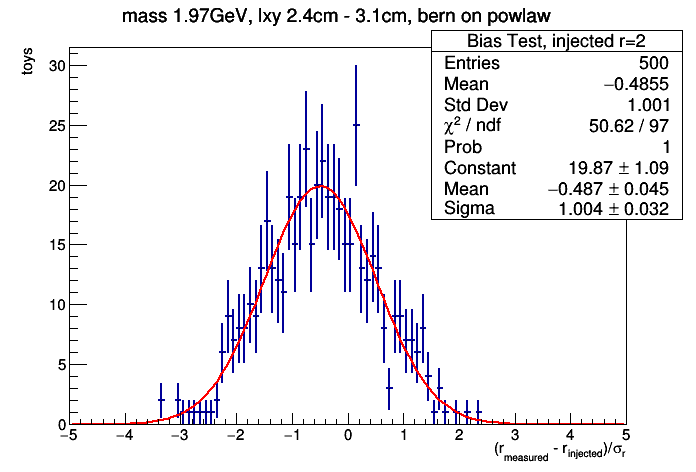 mass 1.97GeV, lxy 2.4cm - 3.1cm, bern on powlaw
Bias Test, injected r=2
Entries 500
Mean −0.4855
Std Dev 1.001
χ² / ndf 50.62 / 97
Prob 1
Constant 19.87 ± 1.09
Mean −0.487 ± 0.045
Sigma 1.004 ± 0.032
toys
30
25
20
15
10
5
0
−5 −4 −3 −2 −1 0 1 2 3 4 5
(r_measured - r_injected)/σ_r